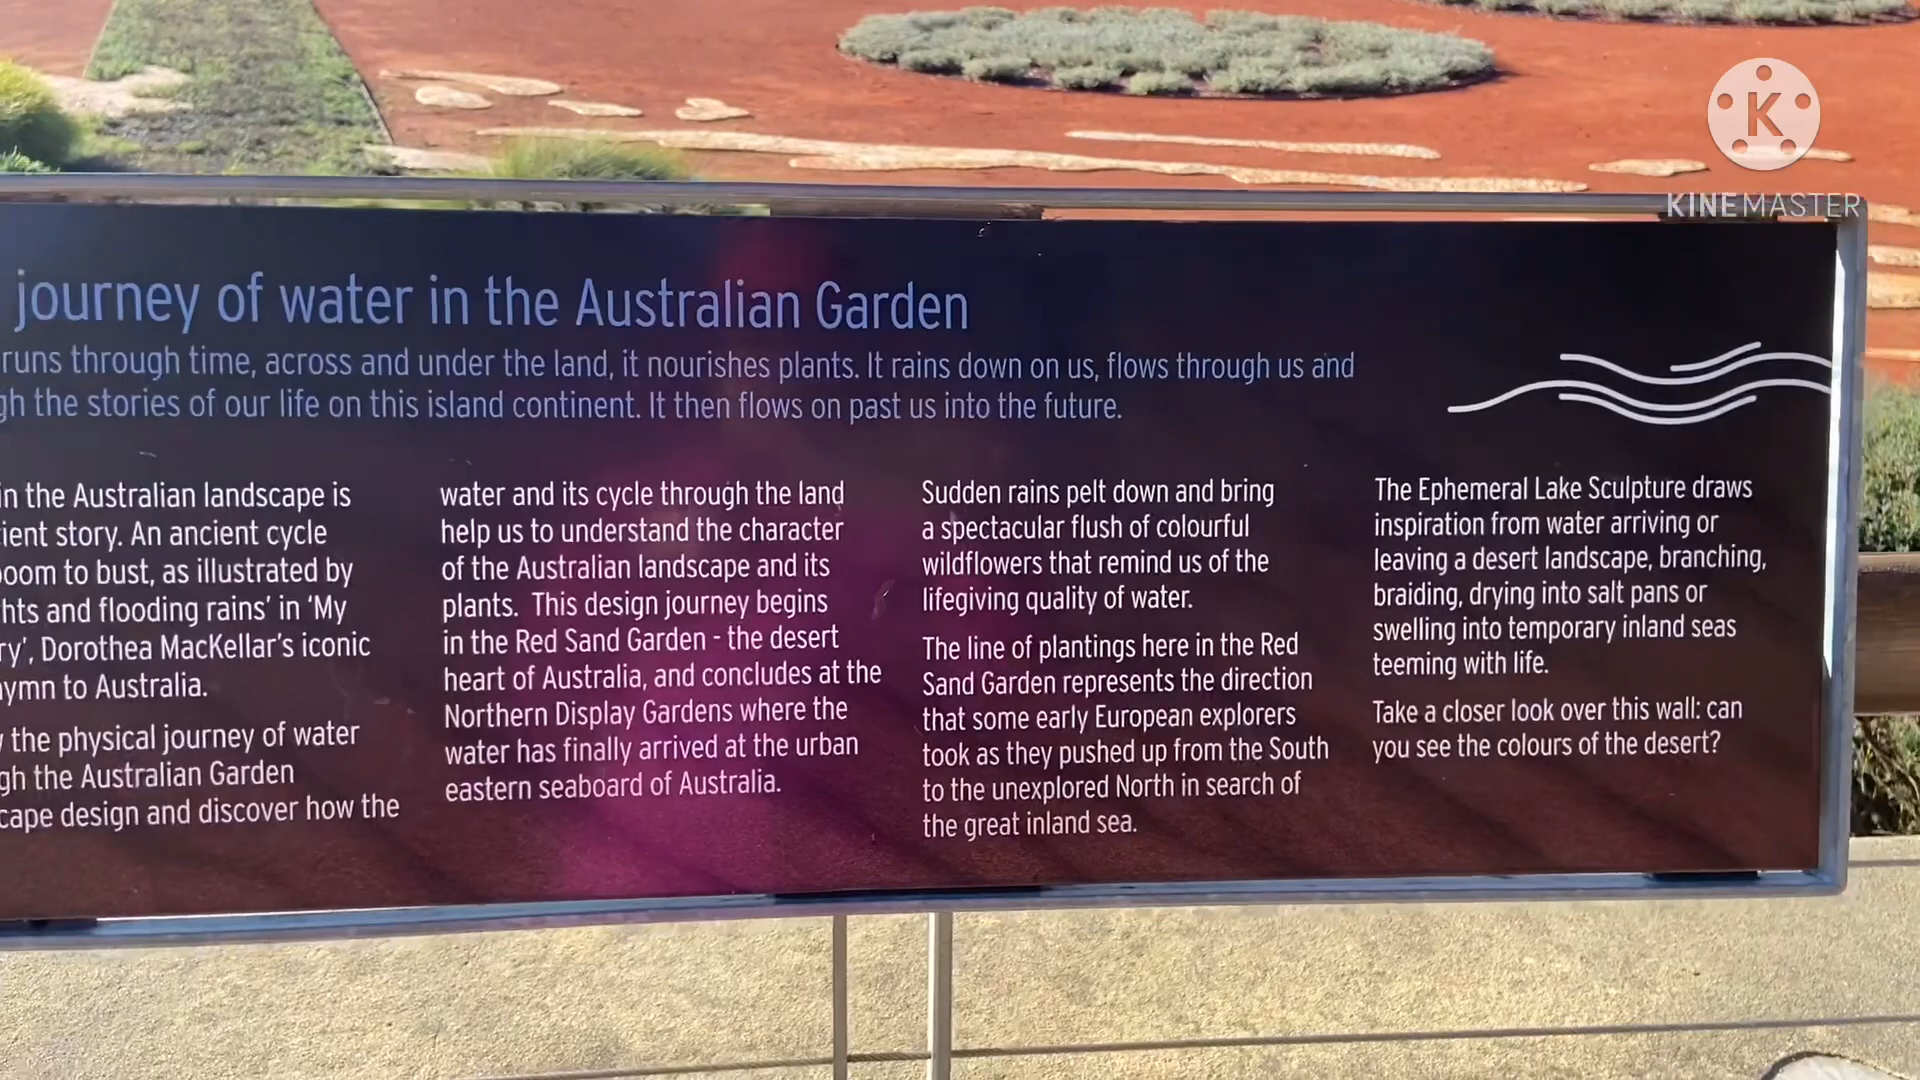 journey of water in the Australian Garden
runs through time, across and under the land, it nourishes plants. It rains down on us, flows through us and
the stories of our life on this island continent. It then flows on past us into the future.
in the Australian landscape is
story. An ancient cycle
to bust, as illustrated by
and flooding rains’ in ‘My
Dorothea MacKellar’s iconic
to Australia.
the physical journey of water
the Australian Garden
design and discover how the
water and its cycle through the land
help us to understand the character
of the Australian landscape and its
plants. This design journey begins
in the Red Sand Garden - the desert
heart of Australia, and concludes at the
Northern Display Gardens where the
water has finally arrived at the urban
eastern seaboard of Australia.
Sudden rains pelt down and bring
a spectacular flush of colourful
wildflowers that remind us of the
lifegiving quality of water.
The line of plantings here in the Red
Sand Garden represents the direction
that some early European explorers
took as they pushed up from the South
to the unexplored North in search of
the great inland sea.
The Ephemeral Lake Sculpture draws
inspiration from water arriving or
leaving a desert landscape, branching,
braiding, drying into salt pans or
swelling into temporary inland seas
teeming with life.
Take a closer look over this wall: can
you see the colours of the desert?
K
KINEMASTER